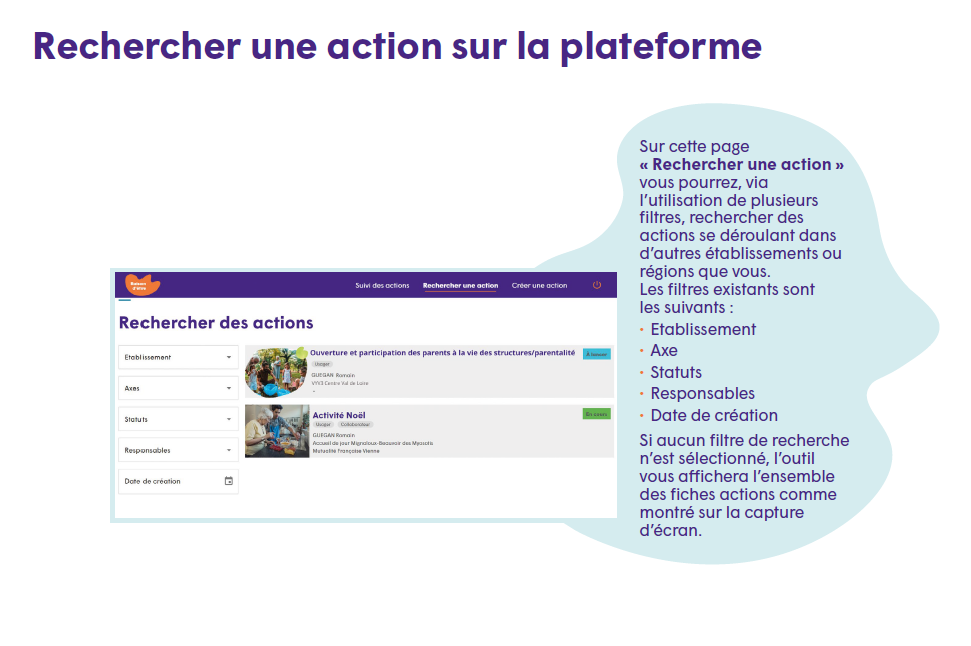 Rechercher une action sur la plateforme
Sur cette page
« Rechercher une action »
vous pourrez, via
l'utilisation de plusieurs
filtres, rechercher des
actions se déroulant dans
d'autres établissements ou
régions que vous.
Les filtres existants sont
les suivants :
• Etablissement
• Axe
• Statuts
• Responsables
• Date de création
Si aucun filtre de recherche
n'est sélectionné, l'outil
vous affichera l'ensemble
des fiches actions comme
montré sur la capture
d'écran.
Suivi des actions Rechercher une action Créer une action
Rechercher des actions
Etablissement
Axes
Statuts
Responsables
Date de création
Ouverture et participation des parents à la vie des structures/parentalité
Usager
GUEGAN Romain
VYV3 Centre Val de Loire
-
Activité Noël
En cours
Usager Collaborateur
GUEGAN Romain
Accueil de jour Mignaloux-Beauvoir des Myosotis
Mutualité Française Vienne